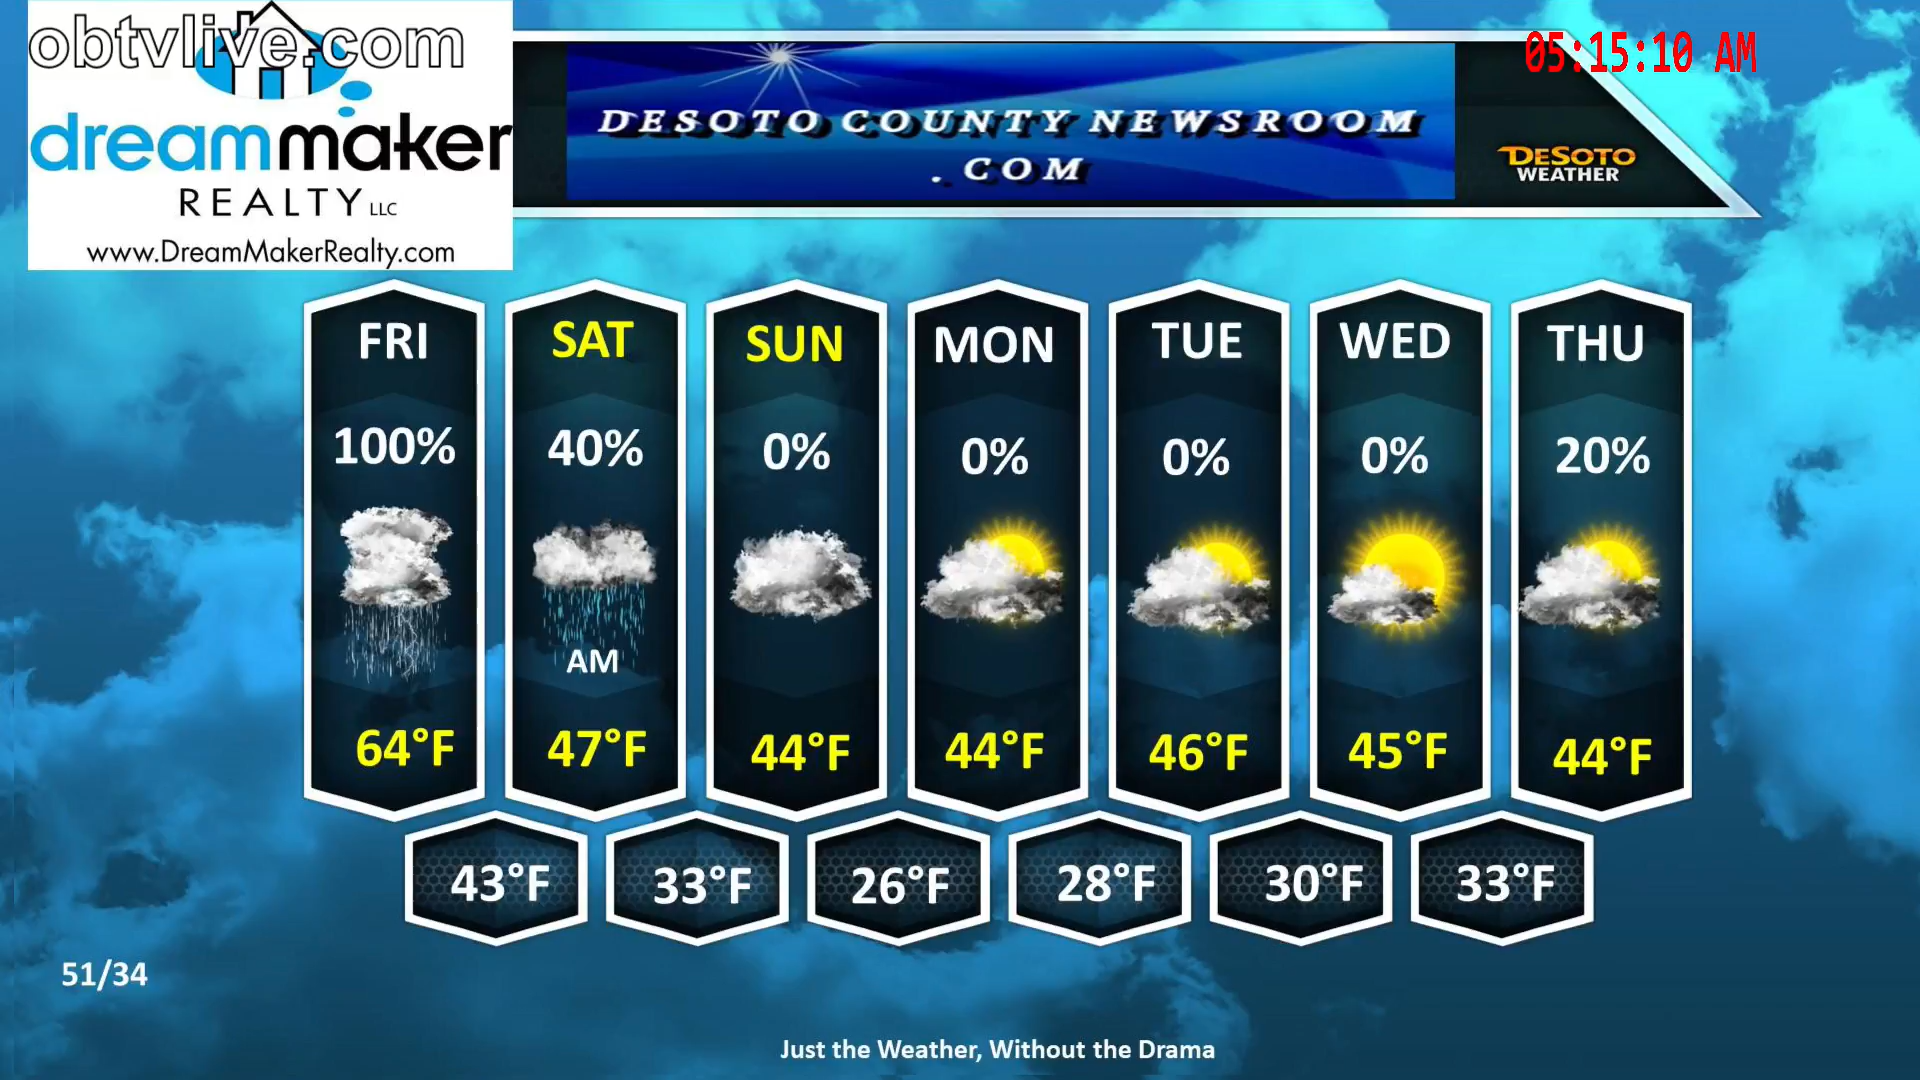 obtvlive.com
dreammaker
REALTY LLC
www.DreamMakerRealty.com
DESOTO COUNTY NEWSROOM
.COM
DESOTO
WEATHER
05:15:10 AM
FRI SAT SUN MON TUE WED THU
100% 40% 0% 0% 0% 0% 20%
AM
64°F 47°F 44°F 44°F 46°F 45°F 44°F
43°F 33°F 26°F 28°F 30°F 33°F
51/34
Just the Weather, Without the Drama